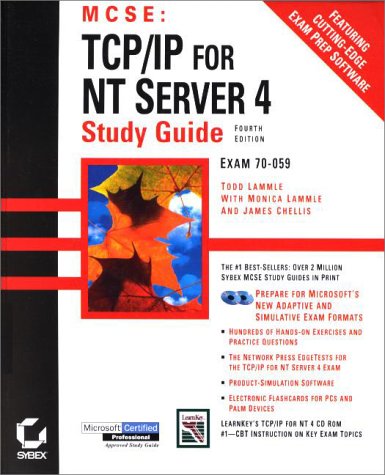 MCSE:
TCP/IP FOR
NT SERVER 4
Study Guide FOURTH
EDITION
FEATURING
CUTTING-EDGE
EXAM PREP SOFTWARE
EXAM 70-059
TODD LAMMLE
WITH MONICA LAMMLE
AND JAMES CHELLIS
THE #1 BEST-SELLERS: OVER 2 MILLION
SYBEX MCSE STUDY GUIDES IN PRINT
PREPARE FOR MICROSOFT'S
NEW ADAPTIVE AND
SIMULATIVE EXAM FORMATS
• HUNDREDS OF HANDS-ON EXERCISES AND
PRACTICE QUESTIONS
• THE NETWORK PRESS EDGETESTS FOR
THE TCP/IP FOR NT SERVER 4 EXAM
• PRODUCT-SIMULATION SOFTWARE
• ELECTRONIC FLASHCARDS FOR PCS AND
PALM DEVICES
LEARNKEY'S TCP/IP FOR NT 4 CD ROM
#1—CBT INSTRUCTION ON KEY EXAM TOPICS
SYBEX
Microsoft Certified
Professional
Approved Study Guide
LearnKey